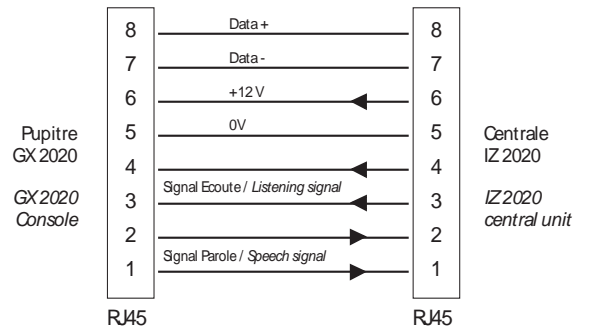 8 Data + 8
7 Data - 7
6 +12 V 6
Pupitre 5 0V 5 Centrale
GX 2020 4 4 IZ 2020
Signal Ecoute / Listening signal
GX 2020 3 3 IZ 2020
Console central unit
2 2
Signal Parole / Speech signal
1 1
RJ45 RJ45